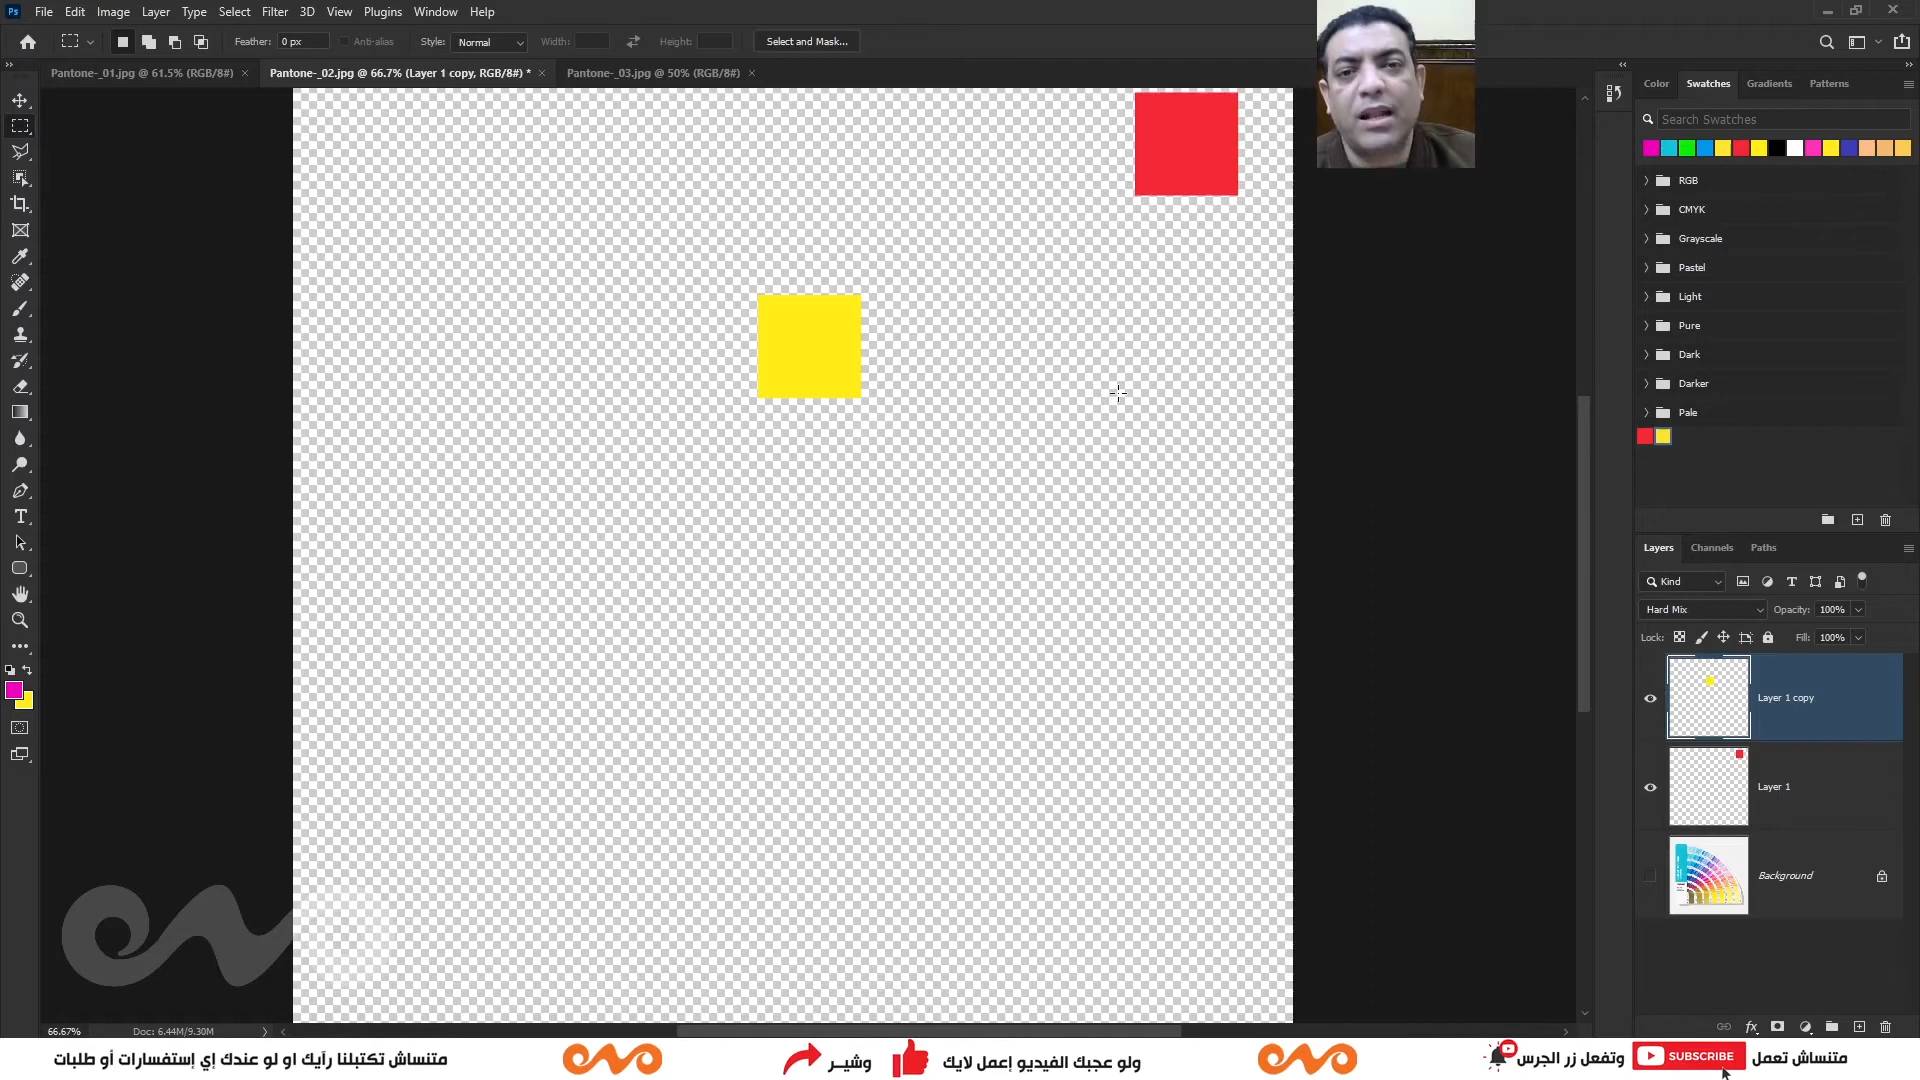 Ps File Edit Image Layer Type Select Filter 3D View Plugins Window Help
Feather: 0 px Anti-alias Style: Normal Width: Height: Select and Mask...
Pantone-_01.jpg @ 61.5% (RGB/8#) × Pantone-_02.jpg @ 66.7% (Layer 1 copy, RGB/8#) * × Pantone-_03.jpg @ 50% (RGB/8#) ×
Color Swatches Gradients Patterns
Search Swatches
RGB
CMYK
Grayscale
Pastel
Light
Pure
Dark
Darker
Pale
Layers Channels Paths
Kind
Hard Mix Opacity: 100%
Lock: Fill: 100%
Layer 1 copy
Layer 1
Background
66.67% Doc: 6.44M/9.30M
متنساش تعمل SUBSCRIBE وتفعل زر الجرس
ولو عجبك الفيديو إعمل لايك وشير
متنساش تكتبلنا رآيك او لو عندك إي إستفسارات أو طلبات